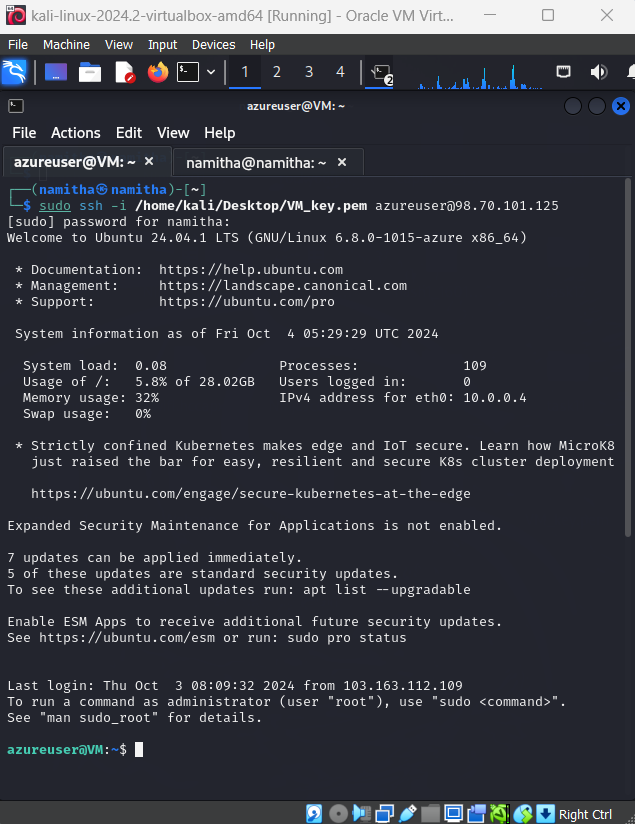 kali-linux-2024.2-virtualbox-amd64 [Running] - Oracle VM Virt...
File Machine View Input Devices Help
1 2 3 4 2
azureuser@VM: ~
File Actions Edit View Help
azureuser@VM: ~ × namitha@namitha: ~ ×
┌──(namitha㉿namitha)-[~]
└─$ sudo ssh -i /home/kali/Desktop/VM_key.pem azureuser@98.70.101.125
[sudo] password for namitha:
Welcome to Ubuntu 24.04.1 LTS (GNU/Linux 6.8.0-1015-azure x86_64)
* Documentation: https://help.ubuntu.com
* Management: https://landscape.canonical.com
* Support: https://ubuntu.com/pro
System information as of Fri Oct 4 05:29:29 UTC 2024
System load: 0.08 Processes: 109
Usage of /: 5.8% of 28.02GB Users logged in: 0
Memory usage: 32% IPv4 address for eth0: 10.0.0.4
Swap usage: 0%
* Strictly confined Kubernetes makes edge and IoT secure. Learn how MicroK8
just raised the bar for easy, resilient and secure K8s cluster deployment
https://ubuntu.com/engage/secure-kubernetes-at-the-edge
Expanded Security Maintenance for Applications is not enabled.
7 updates can be applied immediately.
5 of these updates are standard security updates.
To see these additional updates run: apt list --upgradable
Enable ESM Apps to receive additional future security updates.
See https://ubuntu.com/esm or run: sudo pro status
Last login: Thu Oct 3 08:09:32 2024 from 103.163.112.109
To run a command as administrator (user "root"), use "sudo <command>".
See "man sudo_root" for details.
azureuser@VM:~$
Right Ctrl